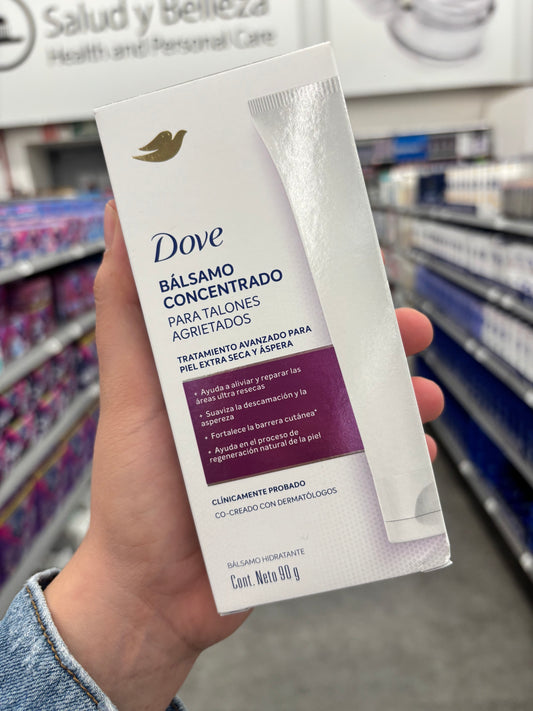 Salud y Belleza
Health and Personal Care
Dove
BÁLSAMO
CONCENTRADO
PARA TALONES
AGRIETADOS
TRATAMIENTO AVANZADO PARA
PIEL EXTRA SECA Y ÁSPERA
• Ayuda a aliviar y reparar las
áreas ultra resecas
• Suaviza la descamación y la
aspereza
• Fortalece la barrera cutánea*
• Ayuda en el proceso de
regeneración natural de la piel
CLÍNICAMENTE PROBADO
CO-CREADO CON DERMATÓLOGOS
BÁLSAMO HIDRATANTE
Cont. Neto 90 g